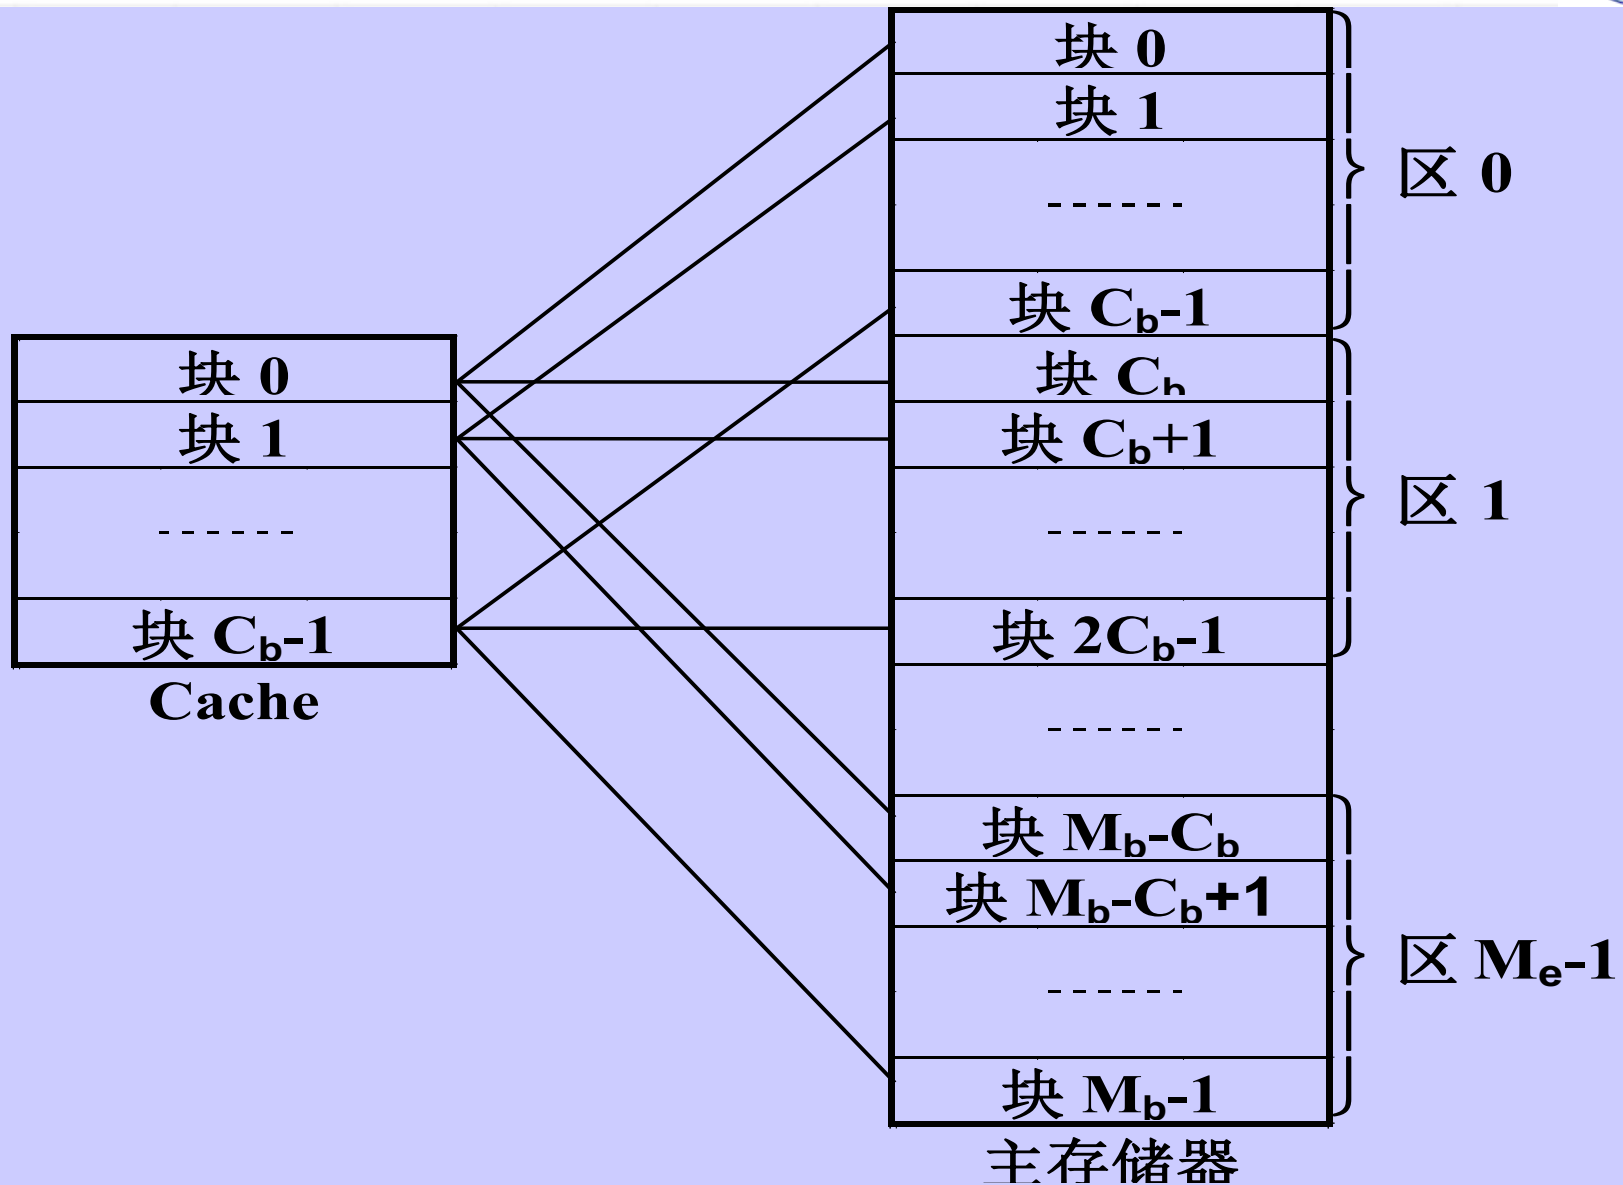 块 0
块 1
------
块 Cb-1
Cache
块 0
块 1
------
块 Cb-1
块 Cb
块 Cb+1
------
块 2Cb-1
------
块 Mb-Cb
块 Mb-Cb+1
------
块 Mb-1
主存储器
区 0
区 1
区 Me-1